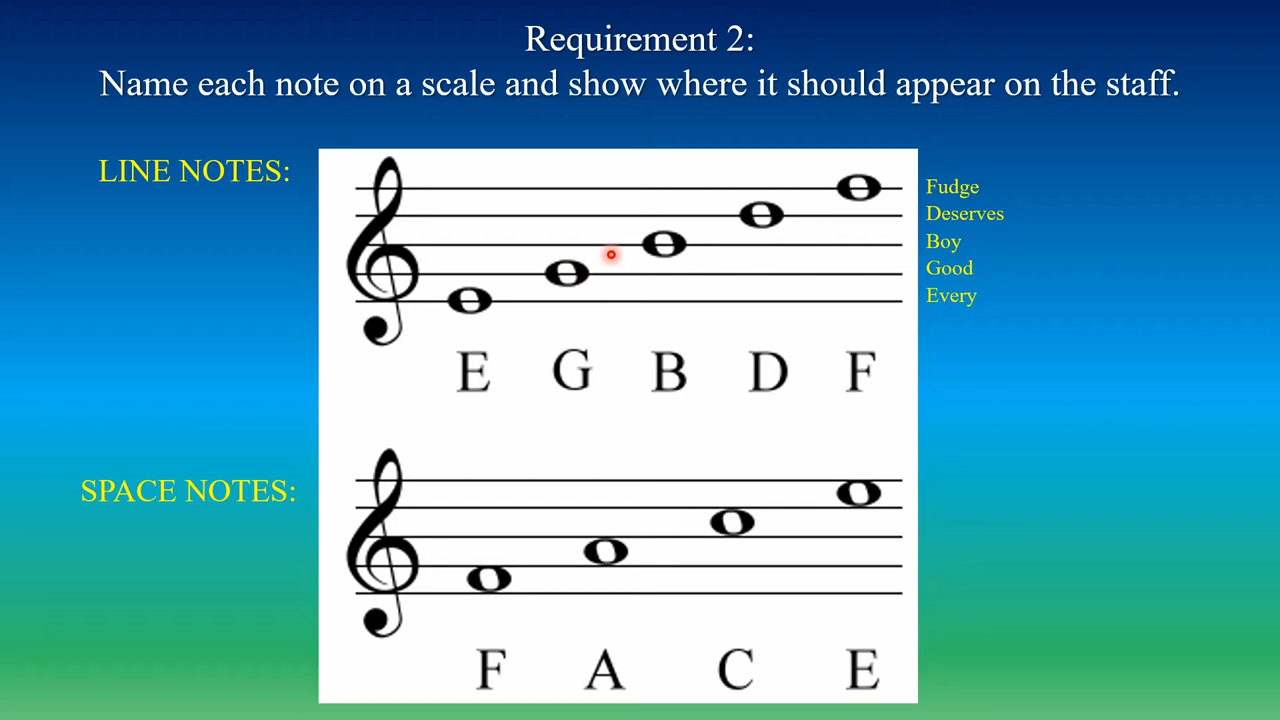 Requirement 2:
Name each note on a scale and show where it should appear on the staff.
LINE NOTES:
Fudge
Deserves
Boy
Good
Every
E G B D F
SPACE NOTES:
F A C E